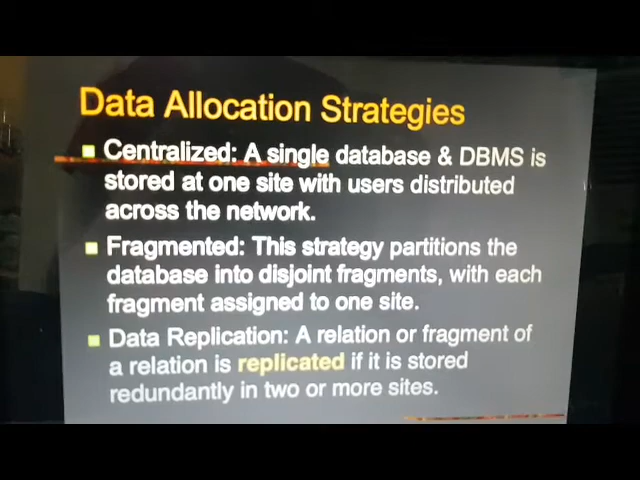 Data Allocation Strategies
Centralized: A single database & DBMS is
stored at one site with users distributed
across the network.
Fragmented: This strategy partitions the
database into disjoint fragments, with each
fragment assigned to one site.
Data Replication: A relation or fragment of
a relation is replicated if it is stored
redundantly in two or more sites.